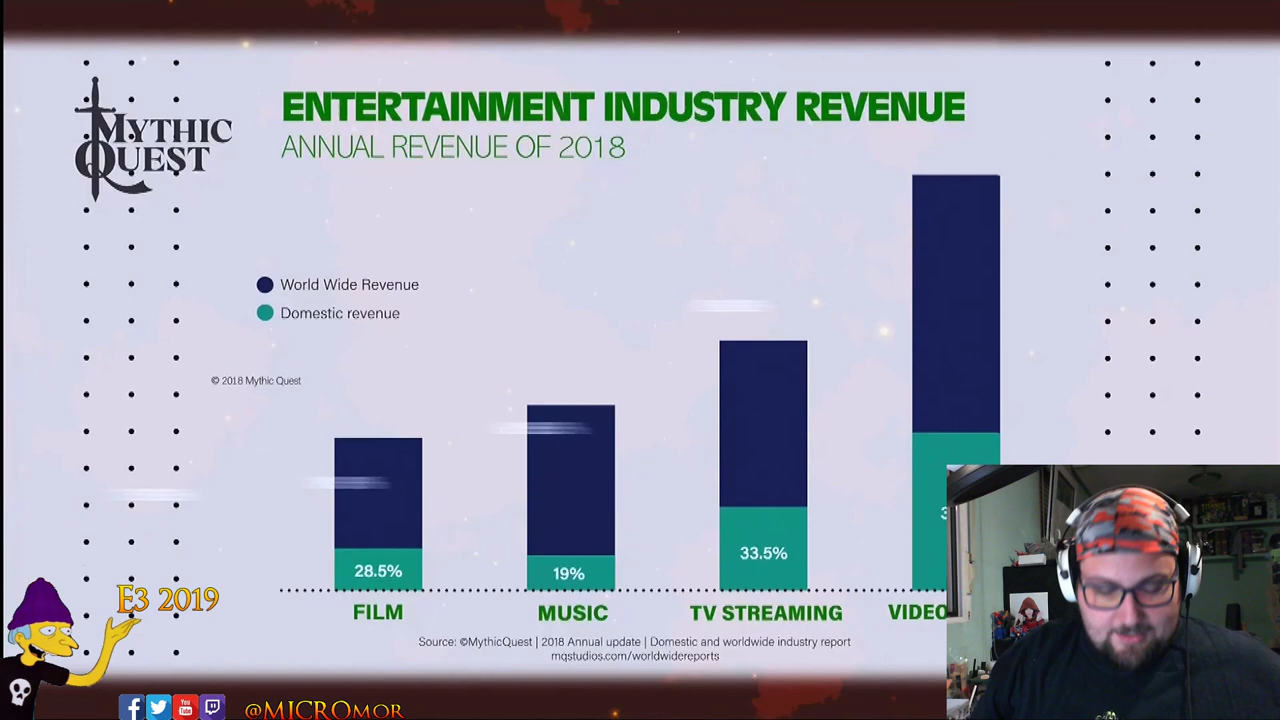 MYTHIC
QUEST
ENTERTAINMENT INDUSTRY REVENUE
ANNUAL REVENUE OF 2018
World Wide Revenue
Domestic revenue
© 2018 Mythic Quest
28.5%
19%
33.5%
FILM
MUSIC
TV STREAMING
VIDEO
Source: ©MythicQuest | 2018 Annual update | Domestic and worldwide industry report
mqstudios.com/worldwidereports
E3 2019
You
Tube
@MICROMOR